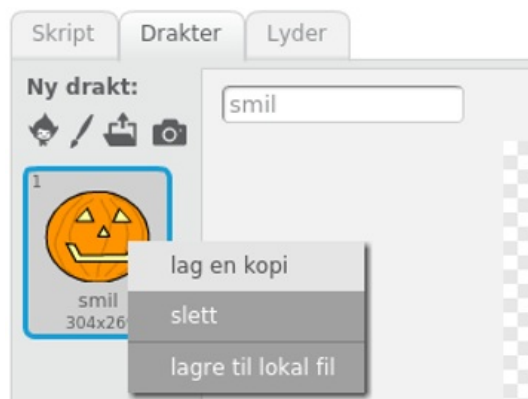 Skript Drakter Lyder
Ny drakt:
smil
1
smil
304x26
lag en kopi
slett
lagre til lokal fil